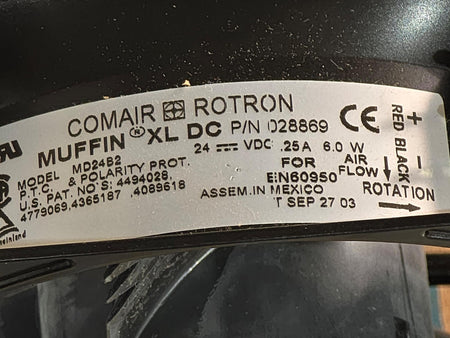 COMAIR ROTRON
MUFFIN® XL DC P/N 028869
MODEL MD24B2 24 VDC .25A 6.0 W
P.T.C. & POLARITY PROT. FOR
U.S. PAT. NO'S: 4494028, EN60950
4779069,4365187 .4089618
ASSEM.IN MEXICO
T SEP 27 03
CE
+ RED
BLACK −
AIR FLOW ↓
ROTATION →